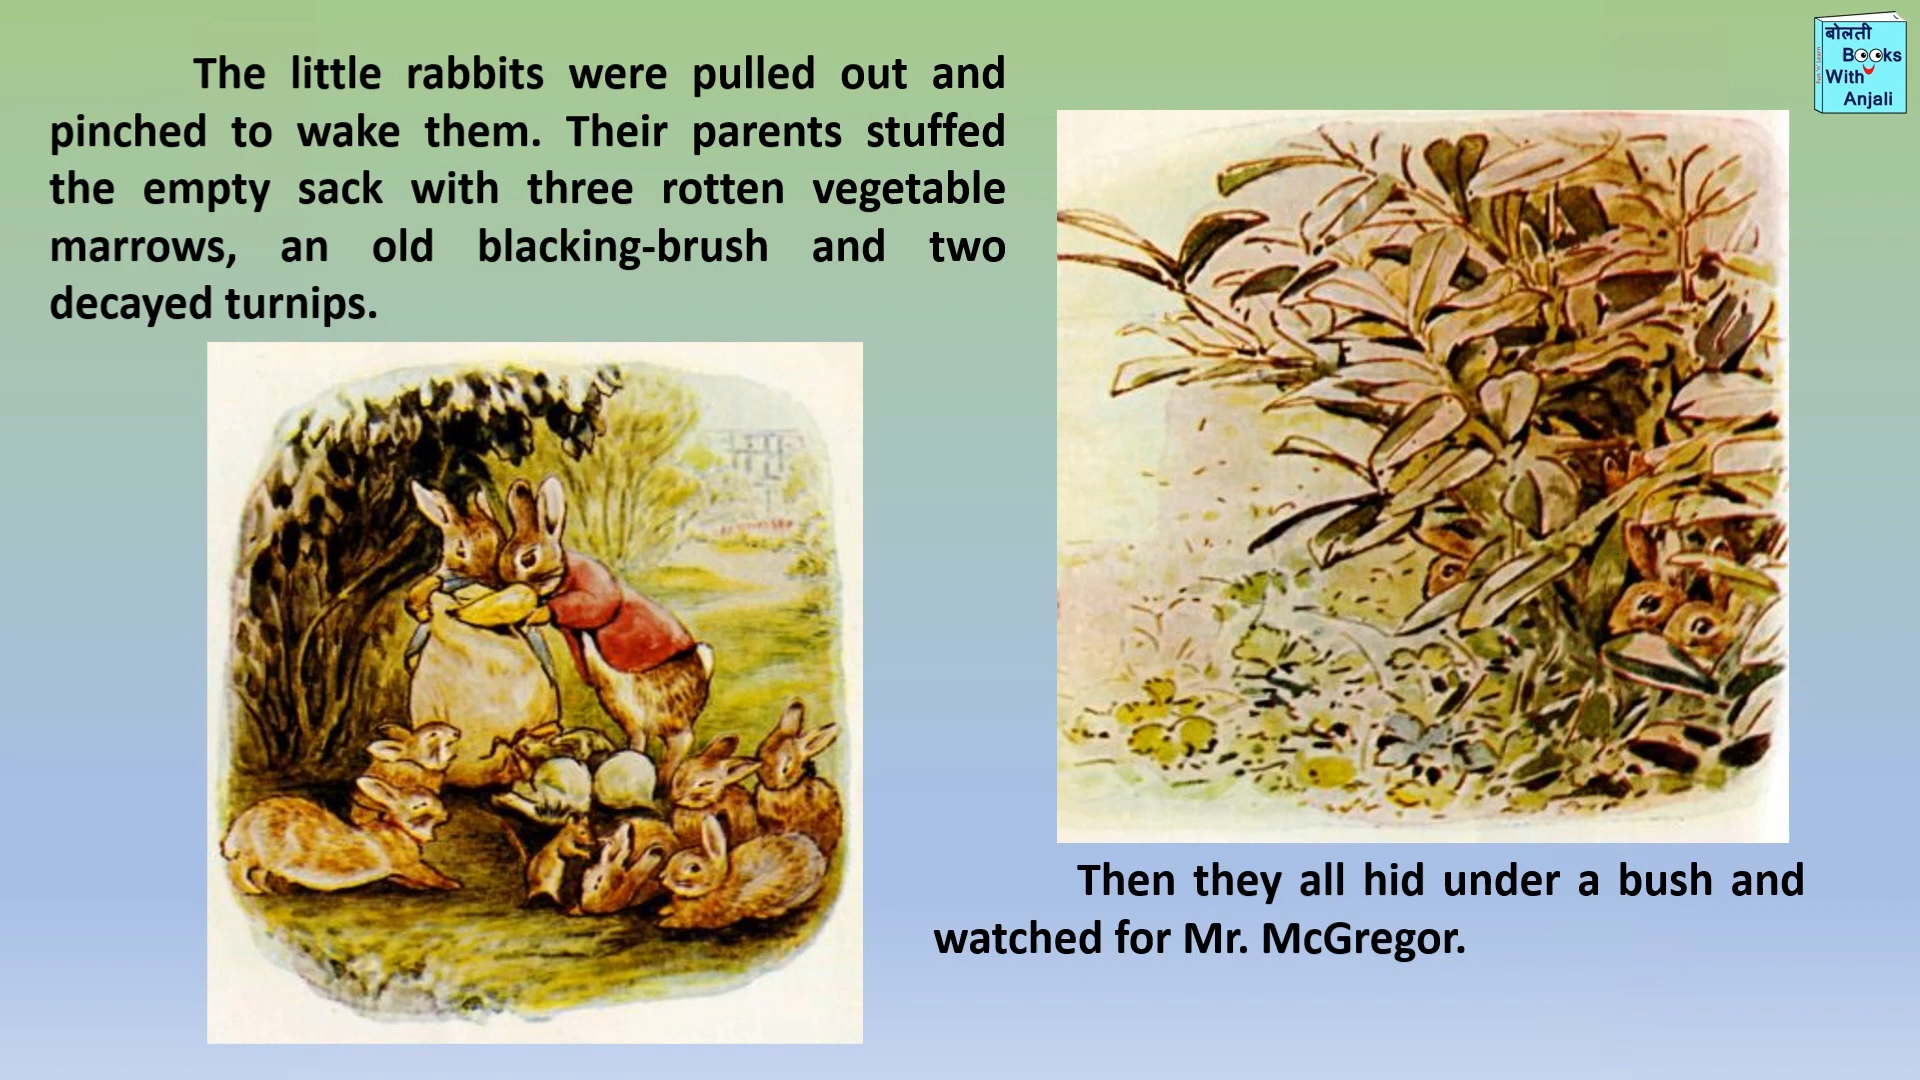 The little rabbits were pulled out and
pinched to wake them. Their parents stuffed
the empty sack with three rotten vegetable
marrows, an old blacking-brush and two
decayed turnips.
Then they all hid under a bush and
watched for Mr. McGregor.
बोलती
Books
With
Anjali
Fun 'n' Learn